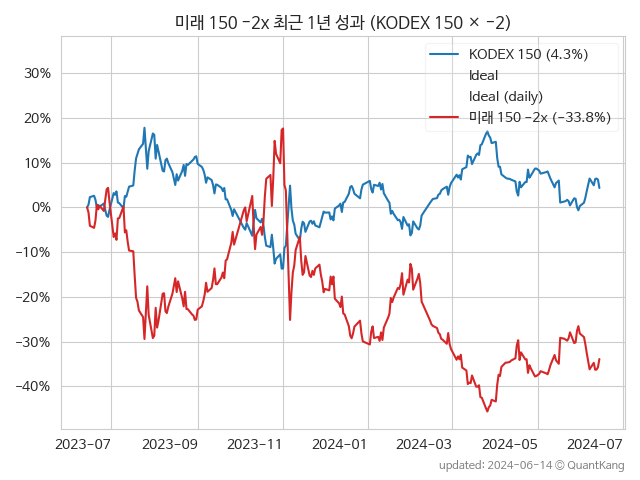 미래 150 −2x 최근 1년 성과 (KODEX 150 × −2)
KODEX 150 (4.3%)
Ideal
Ideal (daily)
미래 150 −2x (−33.8%)
30%
20%
10%
0%
−10%
−20%
−30%
−40%
2023−07 2023−09 2023−11 2024−01 2024−03 2024−05 2024−07
updated: 2024−06−14 © QuantKang